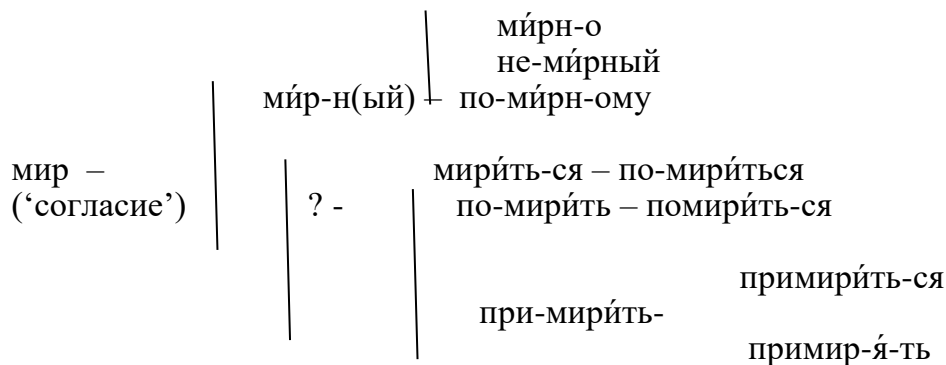 ми́рн-о
не-ми́рный
ми́р-н(ый) – по-ми́рн-ому
мир – мири́ть-ся – по-мири́ться
(‘согласие’) ? - по-мири́ть – помири́ть-ся
примири́ть-ся
при-мири́ть-
примир-я́-ть